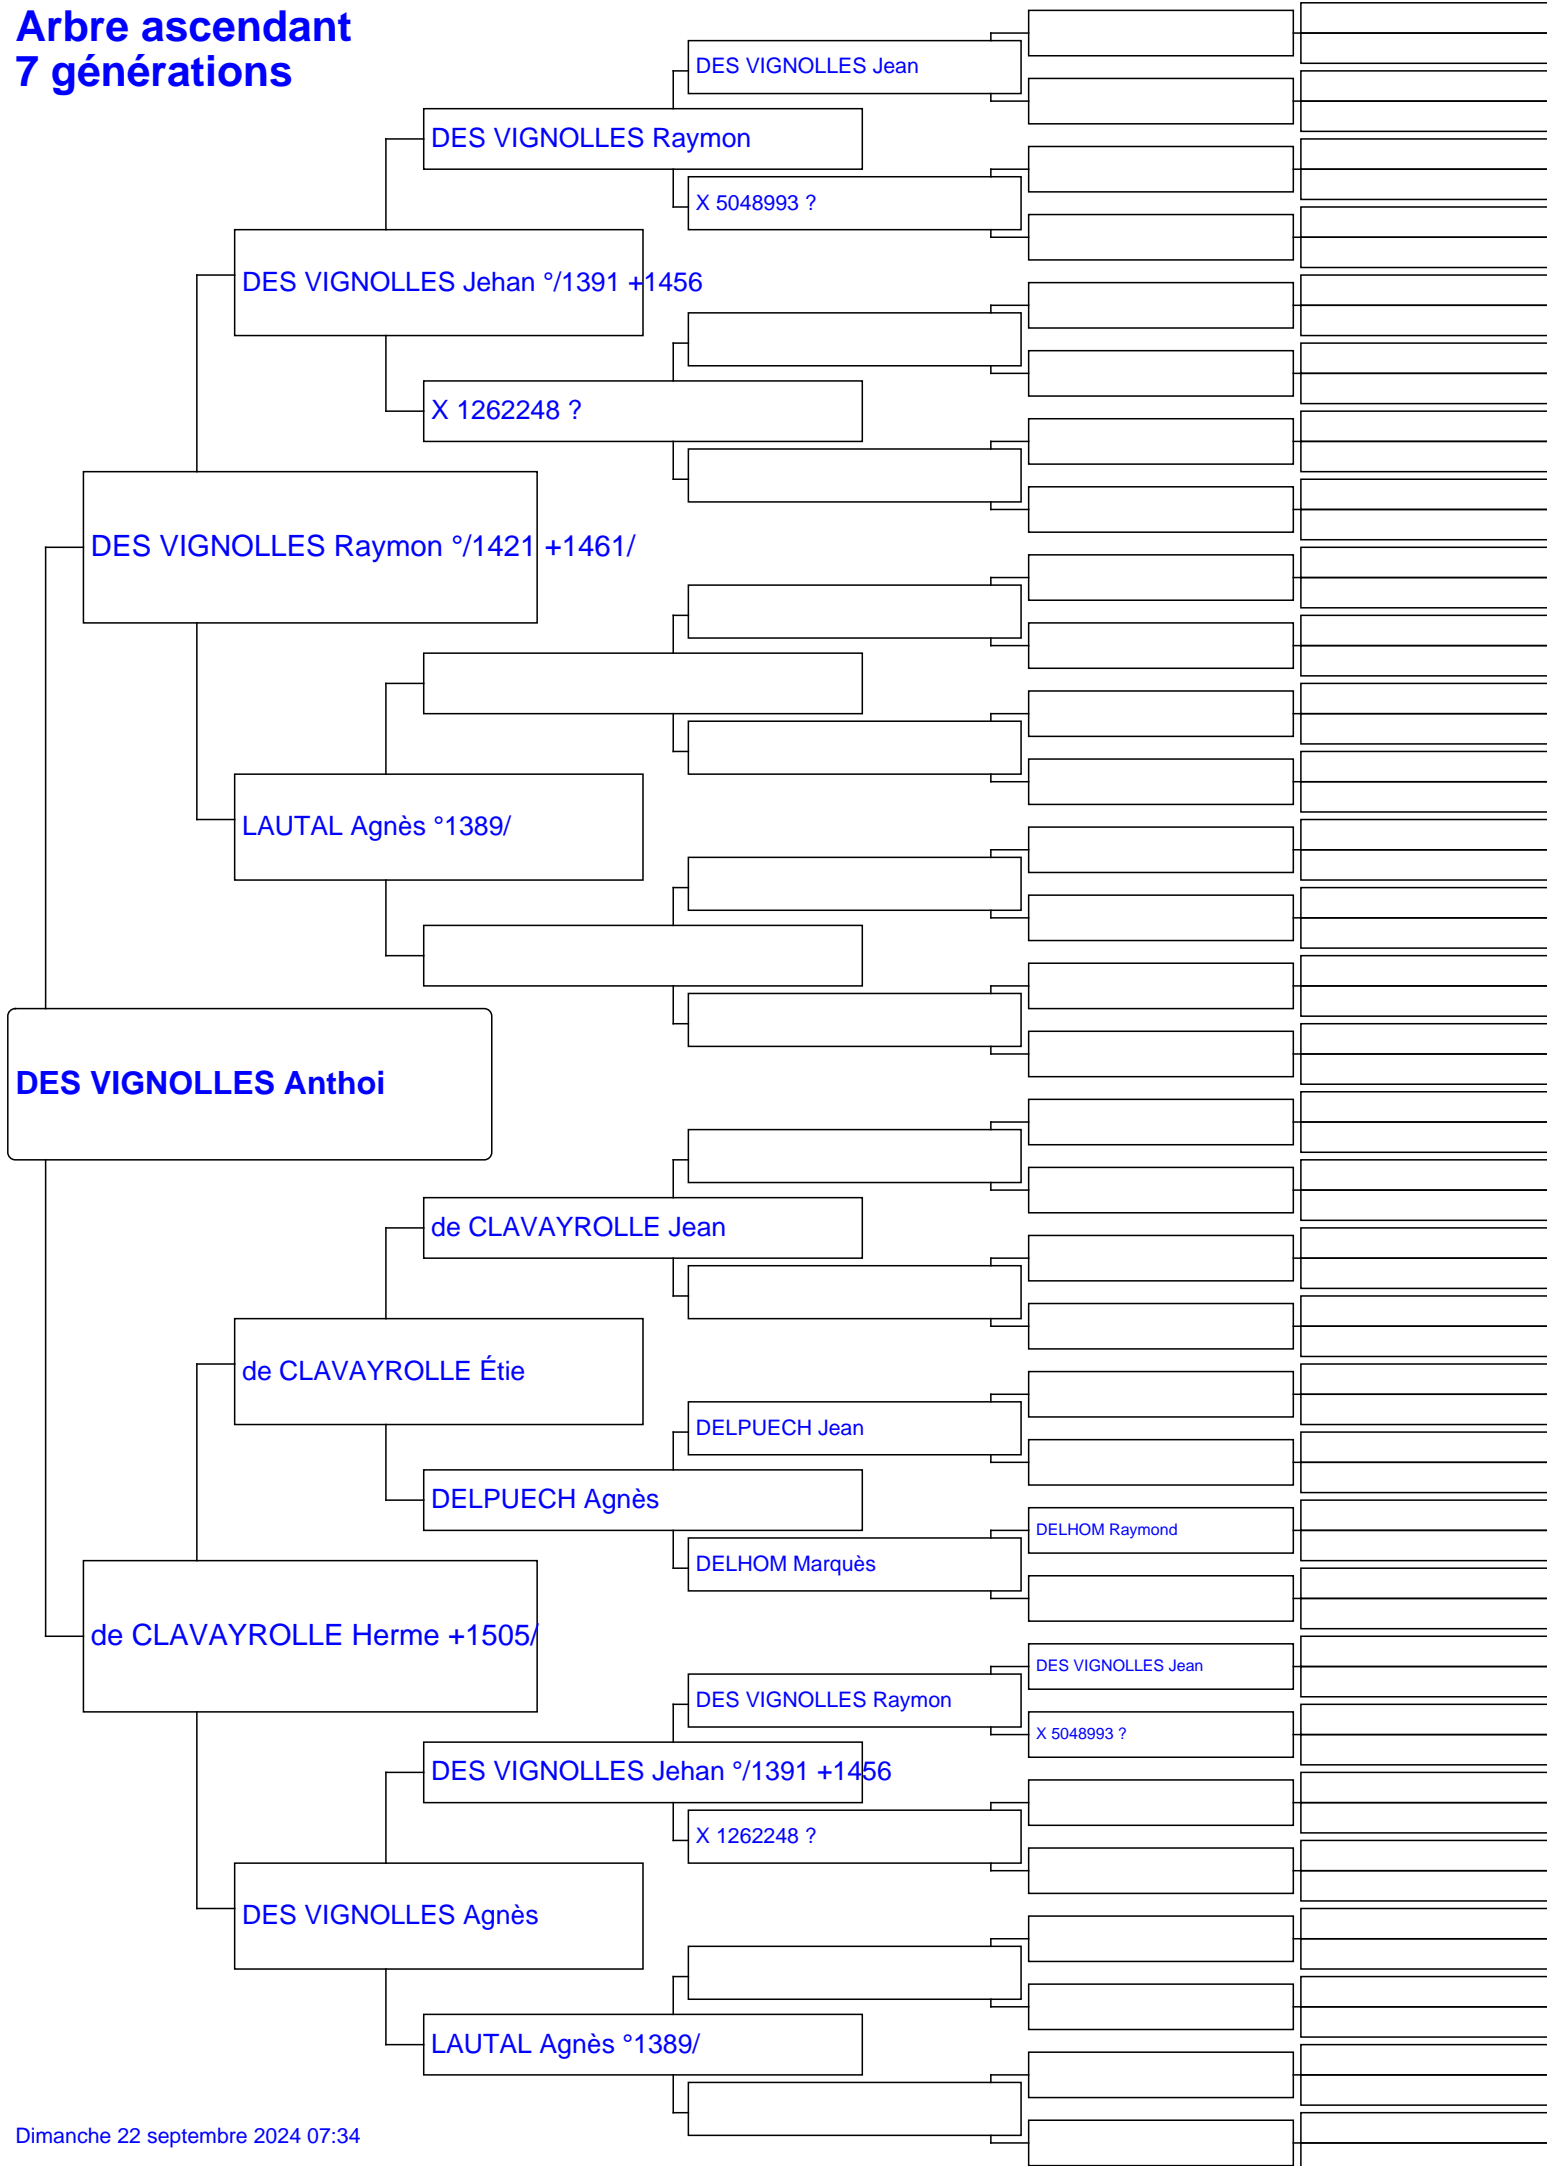 Arbre ascendant
7 générations
DES VIGNOLLES Jean
DES VIGNOLLES Raymon
X 5048993 ?
DES VIGNOLLES Jehan °/1391 +1456
X 1262248 ?
DES VIGNOLLES Raymon °/1421 +1461/
LAUTAL Agnès °1389/
DES VIGNOLLES Anthoi
de CLAVAYROLLE Jean
de CLAVAYROLLE Étie
DELPUECH Jean
DELPUECH Agnès
DELHOM Raymond
DELHOM Marquès
de CLAVAYROLLE Herme +1505/
DES VIGNOLLES Jean
DES VIGNOLLES Raymon
X 5048993 ?
DES VIGNOLLES Jehan °/1391 +1456
X 1262248 ?
DES VIGNOLLES Agnès
LAUTAL Agnès °1389/
Dimanche 22 septembre 2024 07:34